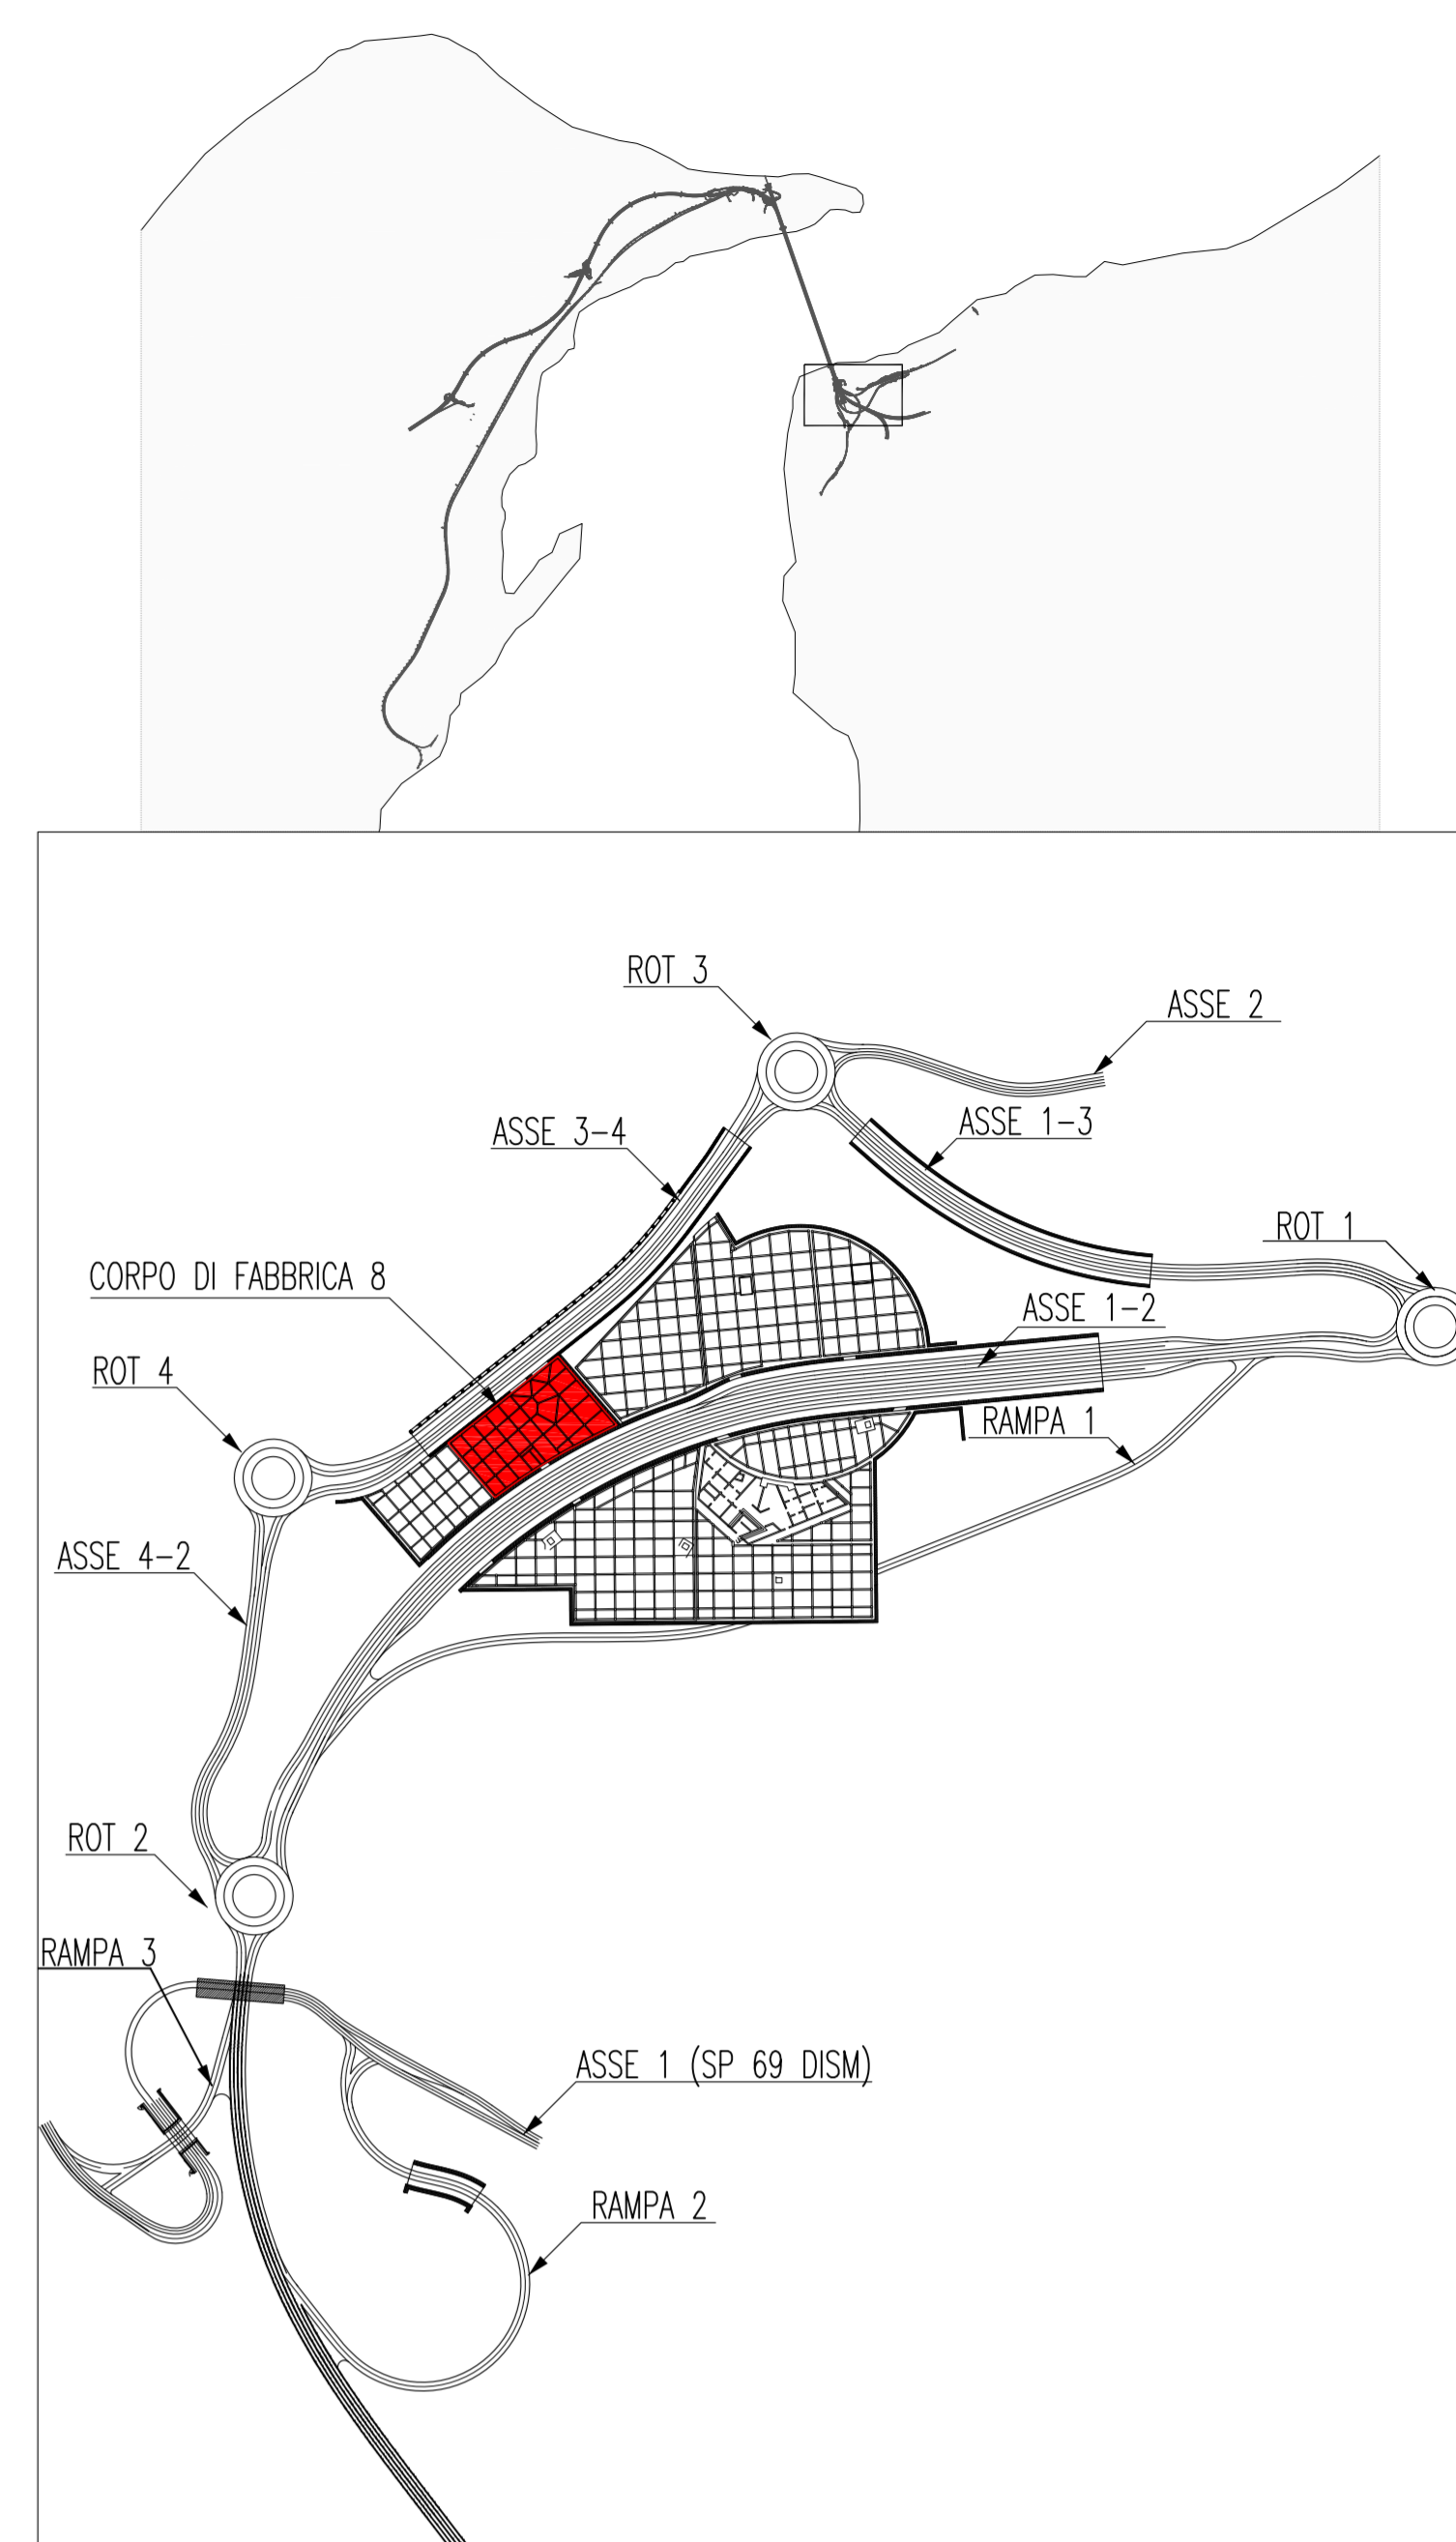 ROT 3
ASSE 2
ASSE 1-3
ASSE 3-4
ROT 1
CORPO DI FABBRICA 8
ASSE 1-2
ROT 4
RAMPA 1
ASSE 4-2
ROT 2
RAMPA 3
ASSE 1 (SP 69 DISM)
RAMPA 2